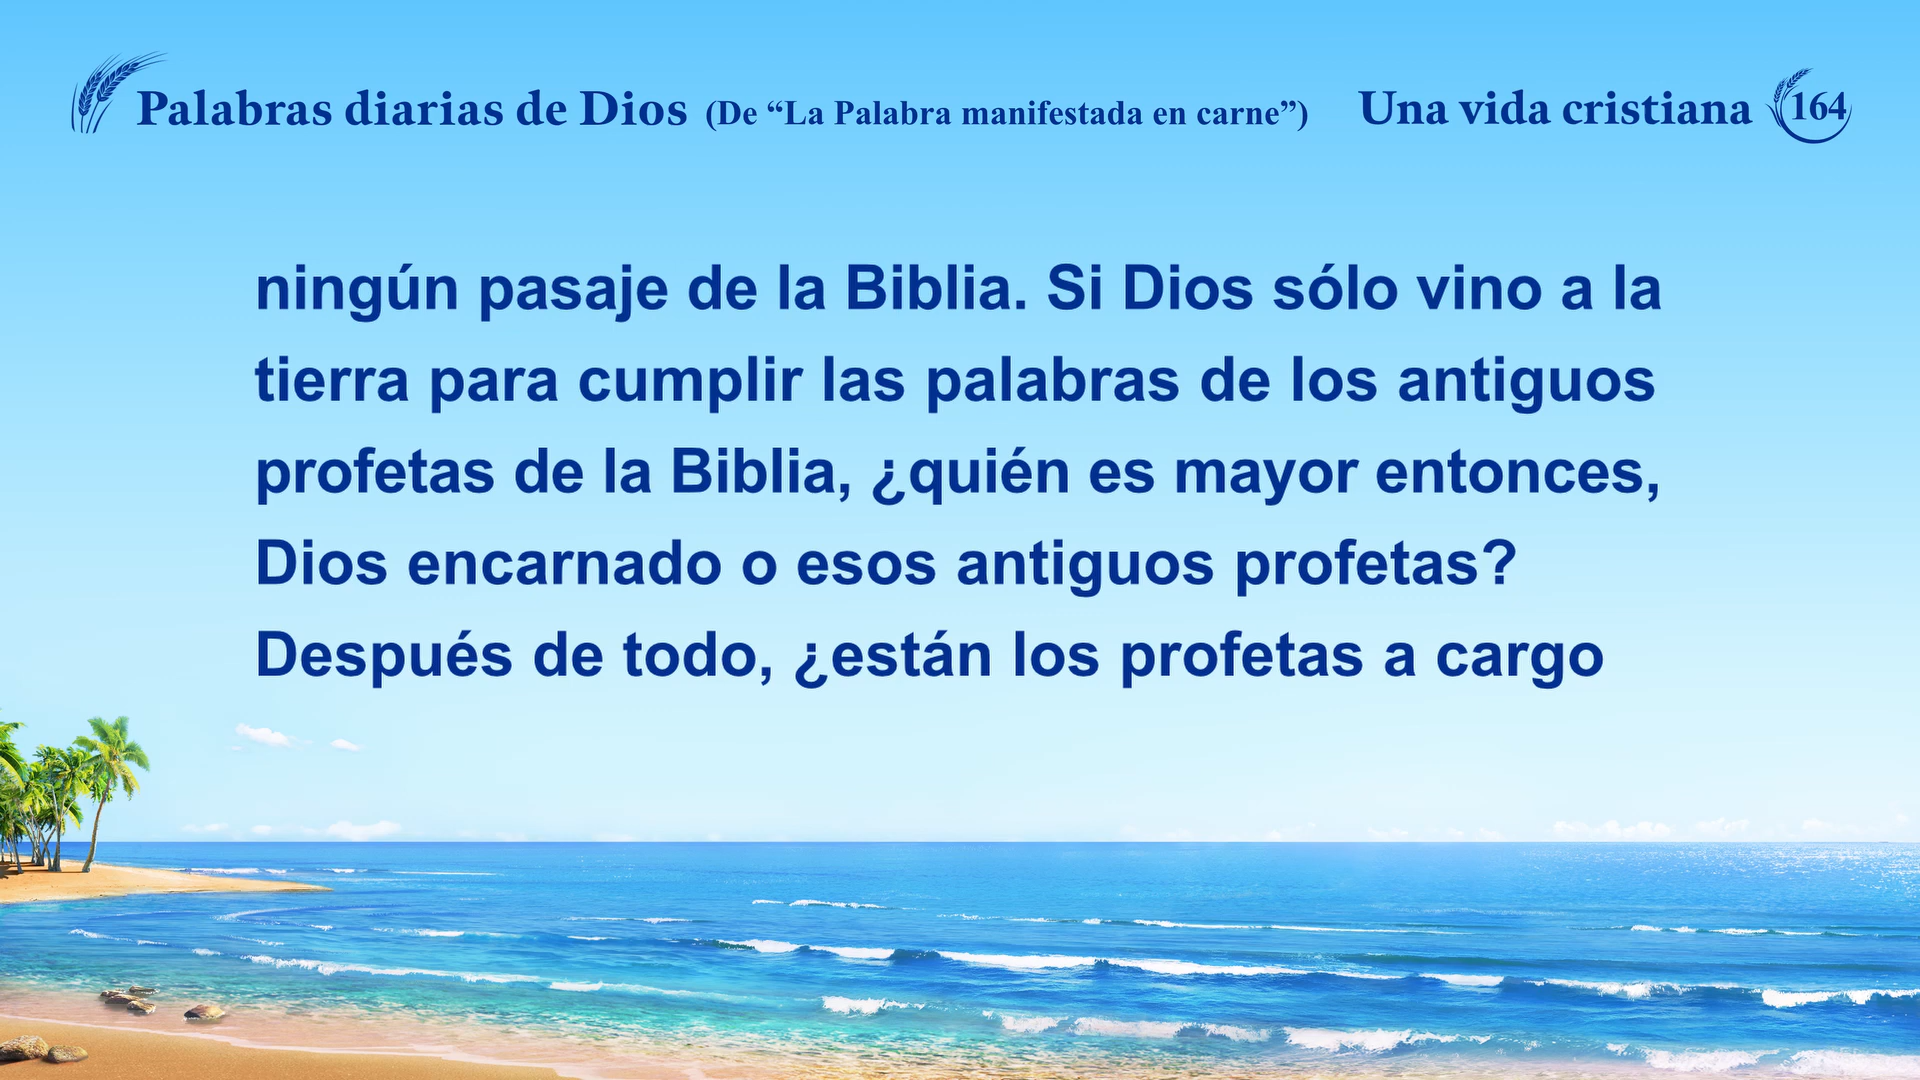 Palabras diarias de Dios (De “La Palabra manifestada en carne”) Una vida cristiana 164
ningún pasaje de la Biblia. Si Dios sólo vino a la
tierra para cumplir las palabras de los antiguos
profetas de la Biblia, ¿quién es mayor entonces,
Dios encarnado o esos antiguos profetas?
Después de todo, ¿están los profetas a cargo